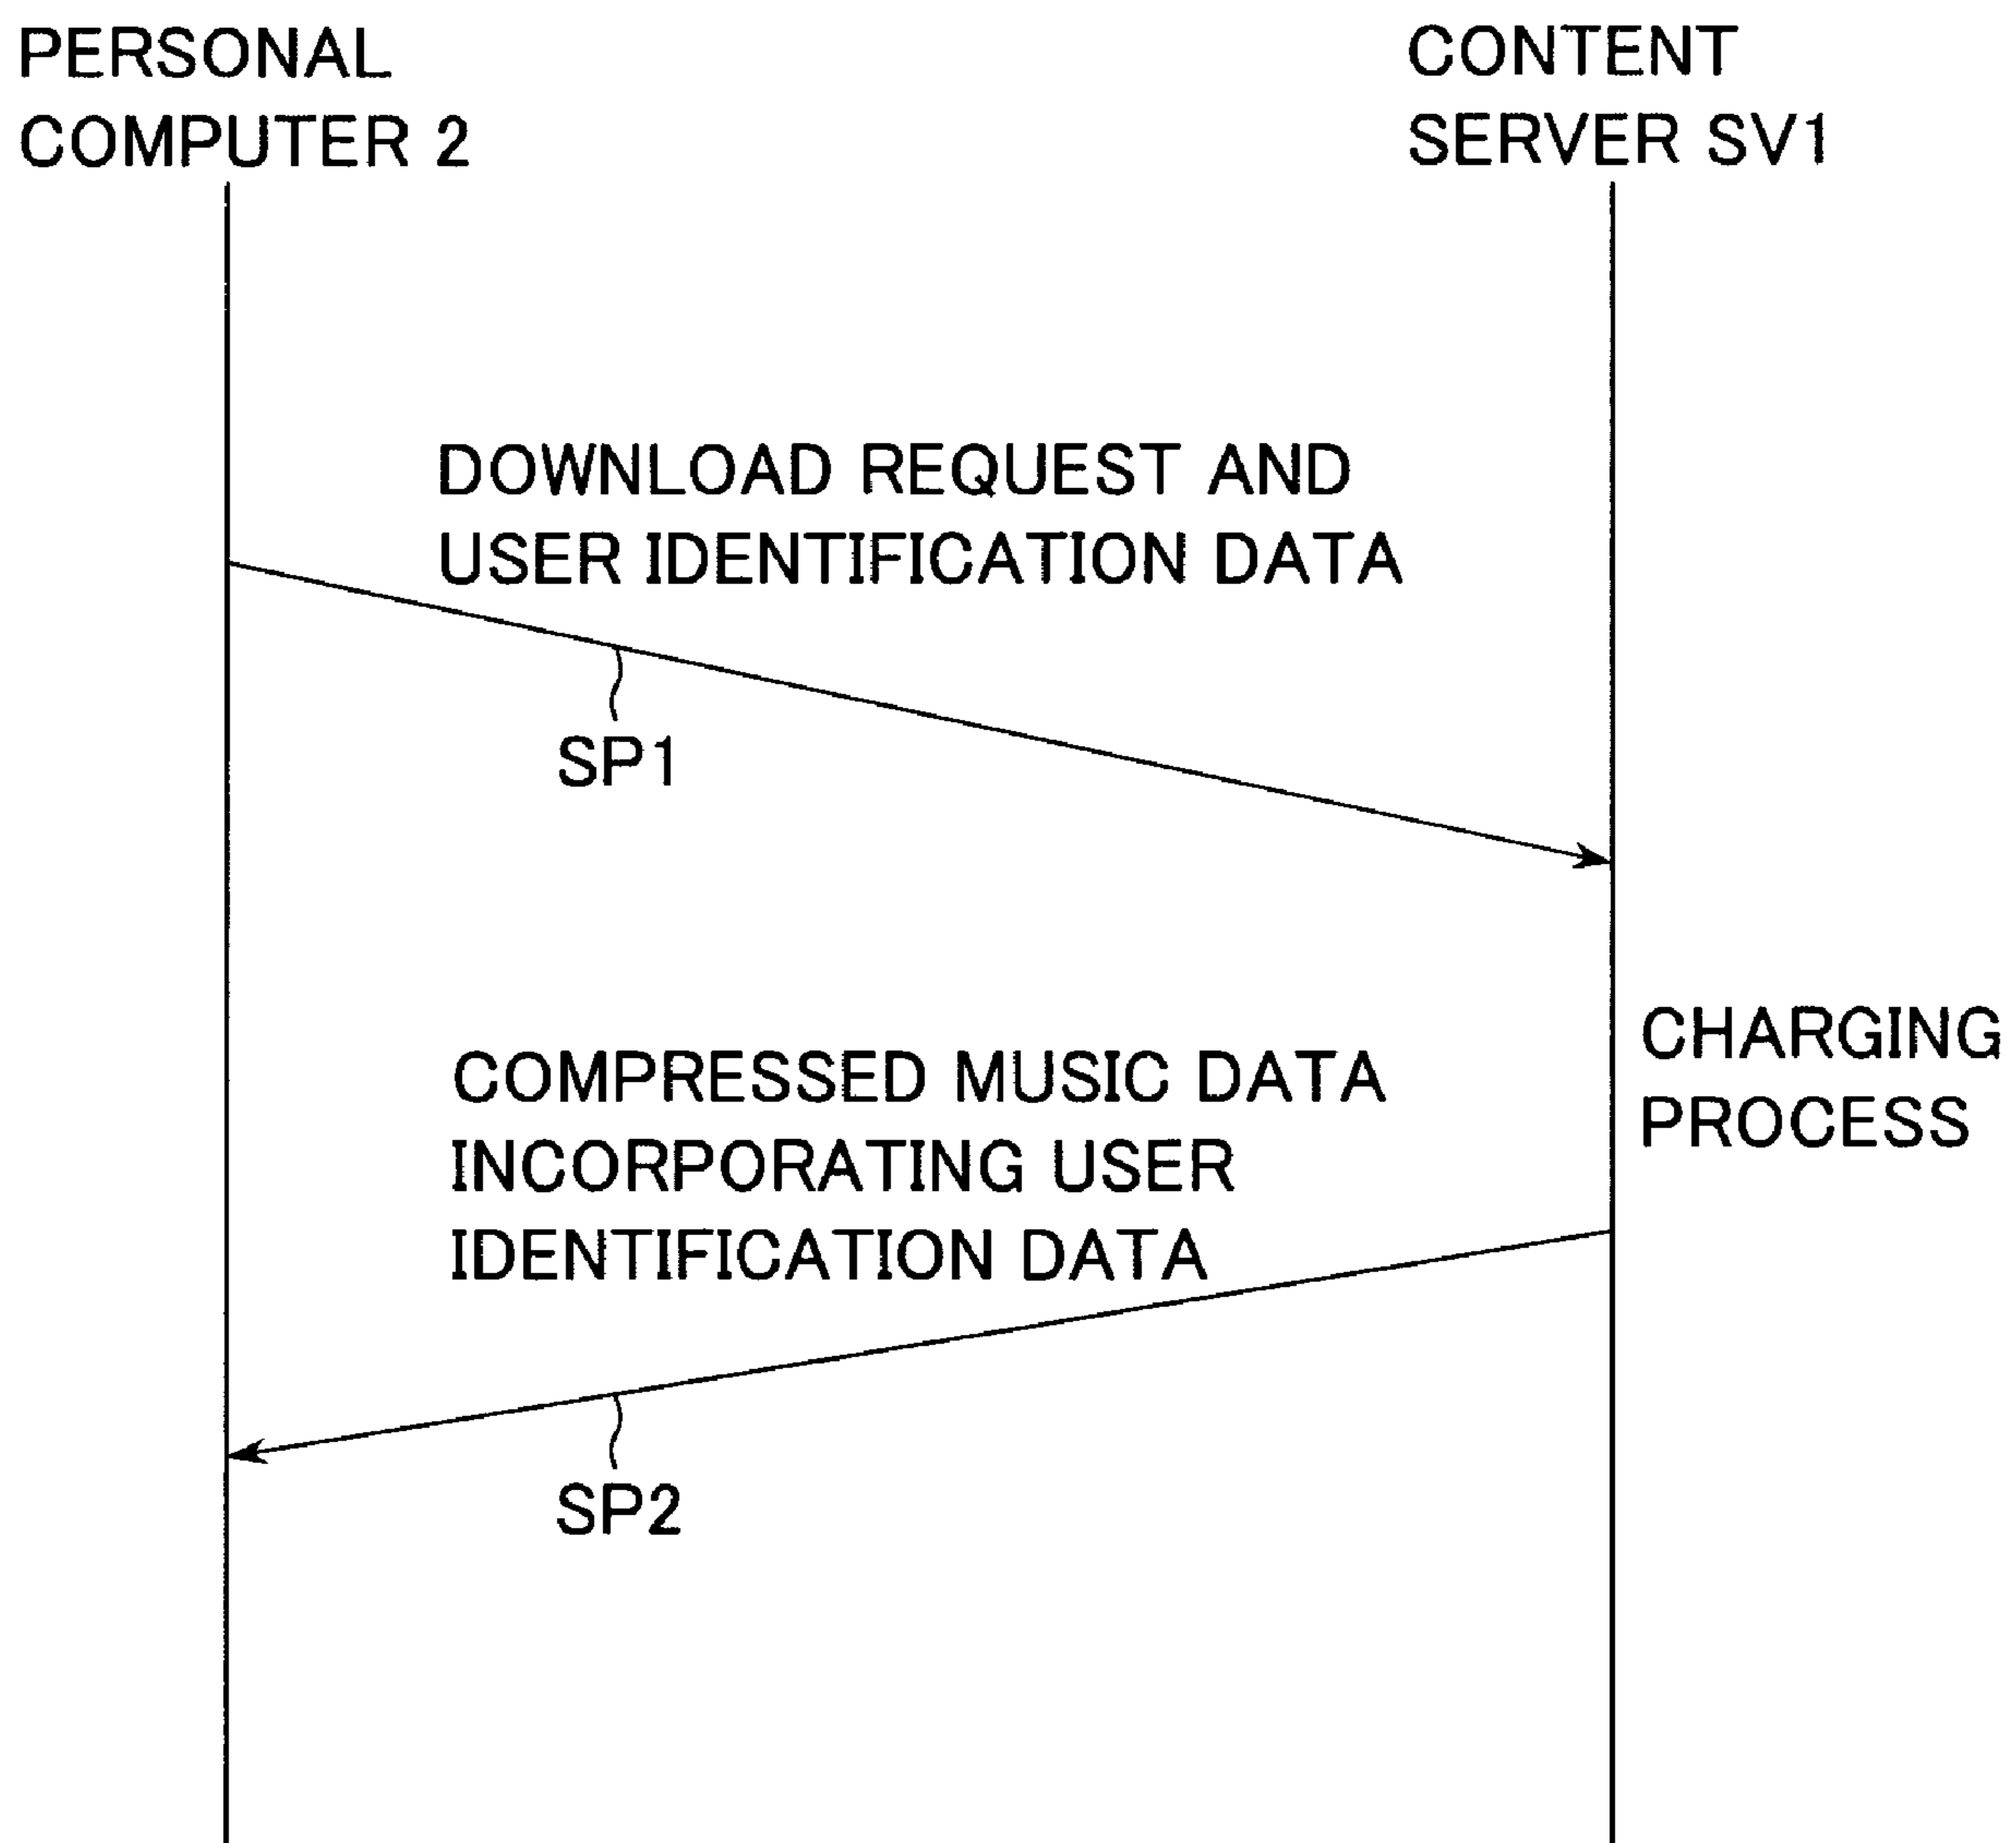 PERSONAL
COMPUTER 2
CONTENT
SERVER SV1
DOWNLOAD REQUEST AND
USER IDENTIFICATION DATA
SP1
CHARGING
PROCESS
COMPRESSED MUSIC DATA
INCORPORATING USER
IDENTIFICATION DATA
SP2